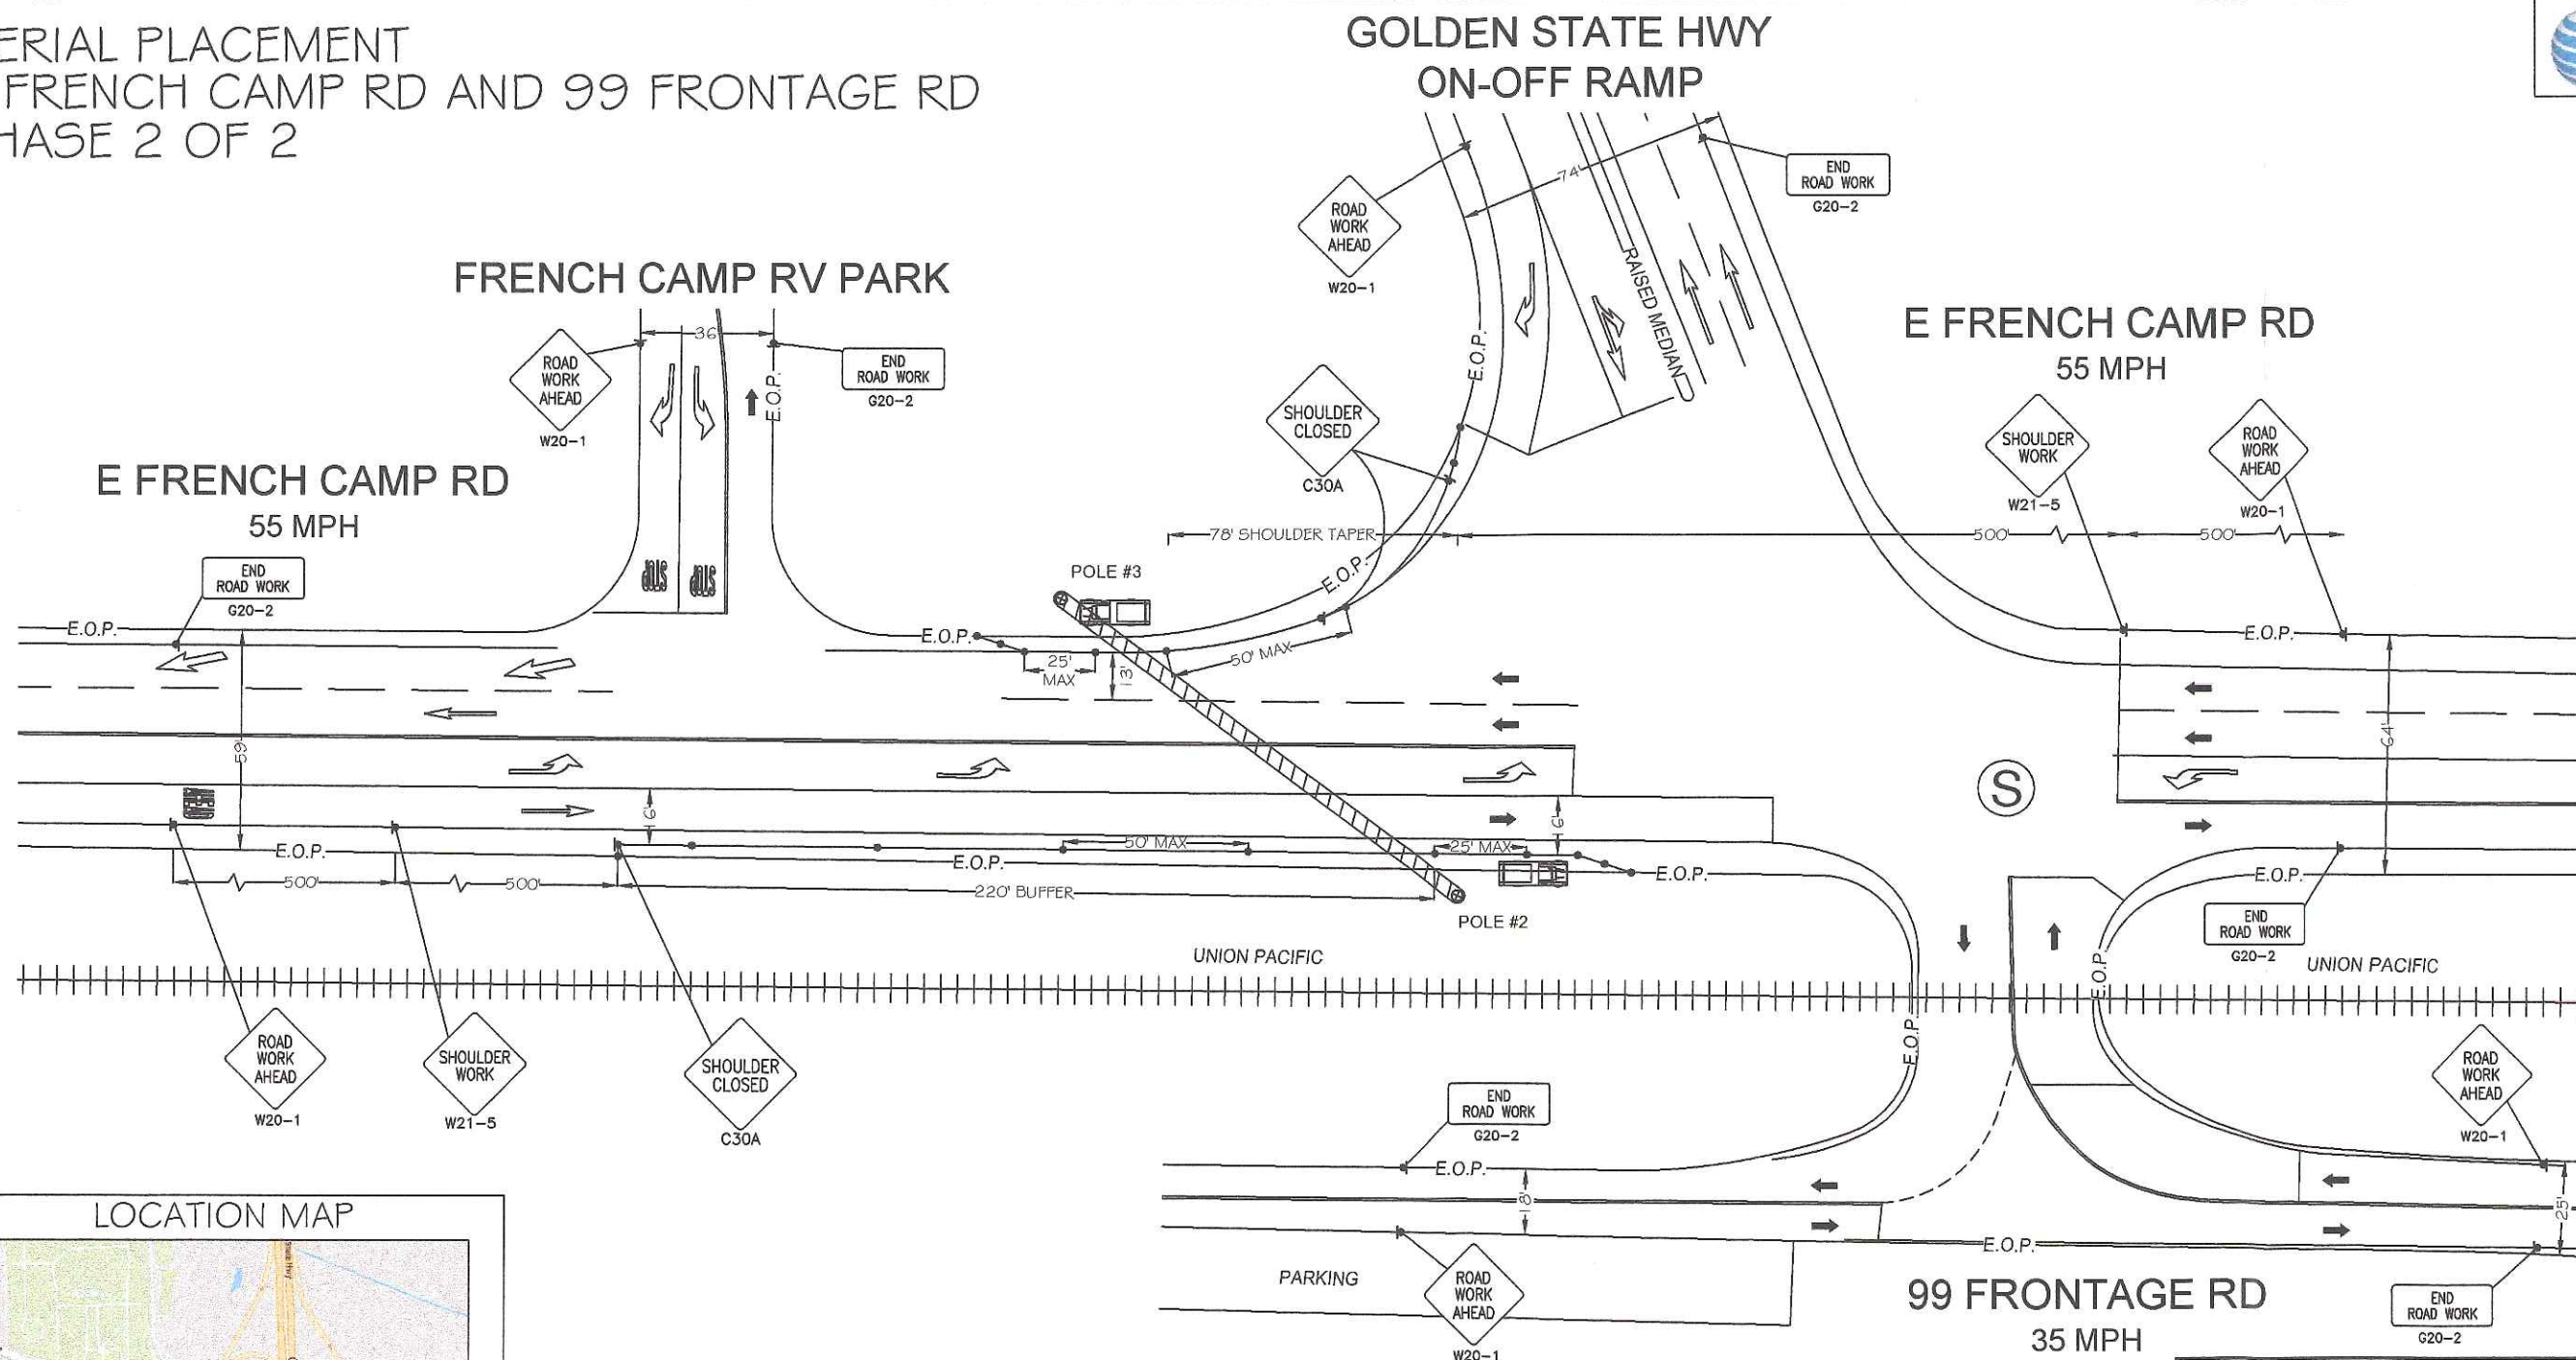 ERIAL PLACEMENT
FRENCH CAMP RD AND 99 FRONTAGE RD
HASE 2 OF 2
GOLDEN STATE HWY
ON-OFF RAMP
74'
END
ROAD WORK
G20-2
ROAD
WORK
AHEAD
W20-1
RAISED MEDIAN
E.O.P.
FRENCH CAMP RV PARK
36'
ROAD
WORK
AHEAD
W20-1
END
ROAD WORK
G20-2
E.O.P.
STOP
STOP
E FRENCH CAMP RD
55 MPH
SHOULDER
WORK
W21-5
ROAD
WORK
AHEAD
W20-1
SHOULDER
CLOSED
C30A
E FRENCH CAMP RD
55 MPH
END
ROAD WORK
G20-2
78' SHOULDER TAPER
500'
500'
POLE #3
E.O.P.
E.O.P.
E.O.P.
E.O.P.
25'
MAX
13'
50' MAX
59'
64'
AHEAD
16'
16'
S
50' MAX
25' MAX
E.O.P.
E.O.P.
E.O.P.
E.O.P.
500'
500'
220' BUFFER
POLE #2
END
ROAD WORK
G20-2
UNION PACIFIC
UNION PACIFIC
E.O.P.
E.O.P.
ROAD
WORK
AHEAD
W20-1
SHOULDER
WORK
W21-5
SHOULDER
CLOSED
C30A
END
ROAD WORK
G20-2
ROAD
WORK
AHEAD
W20-1
E.O.P.
18'
25'
E.O.P.
PARKING
ROAD
WORK
AHEAD
W20-1
99 FRONTAGE RD
35 MPH
END
ROAD WORK
G20-2
LOCATION MAP